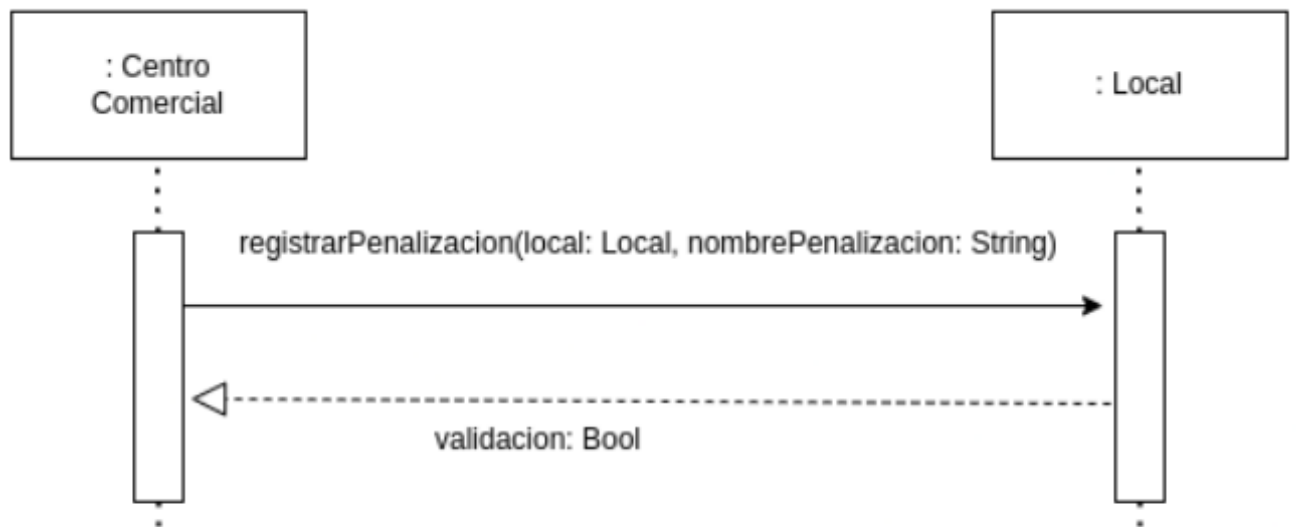 : Centro
Comercial
: Local
registrarPenalizacion(local: Local, nombrePenalizacion: String)
validacion: Bool